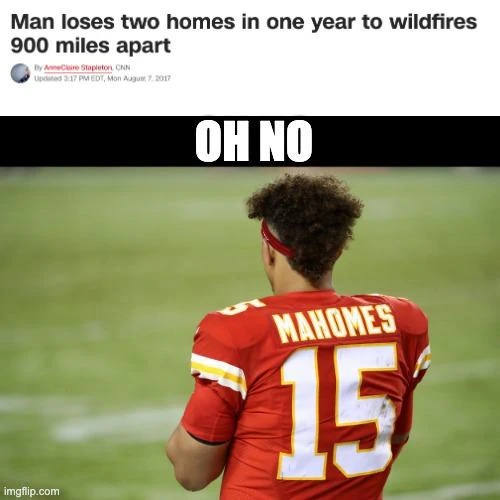 Man loses two homes in one year to wildfires
900 miles apart
By AnneClaire Stapleton, CNN
Updated 3:17 PM EDT, Mon August 7, 2017
OH NO
15
MAHOMES
15
imgflip.com